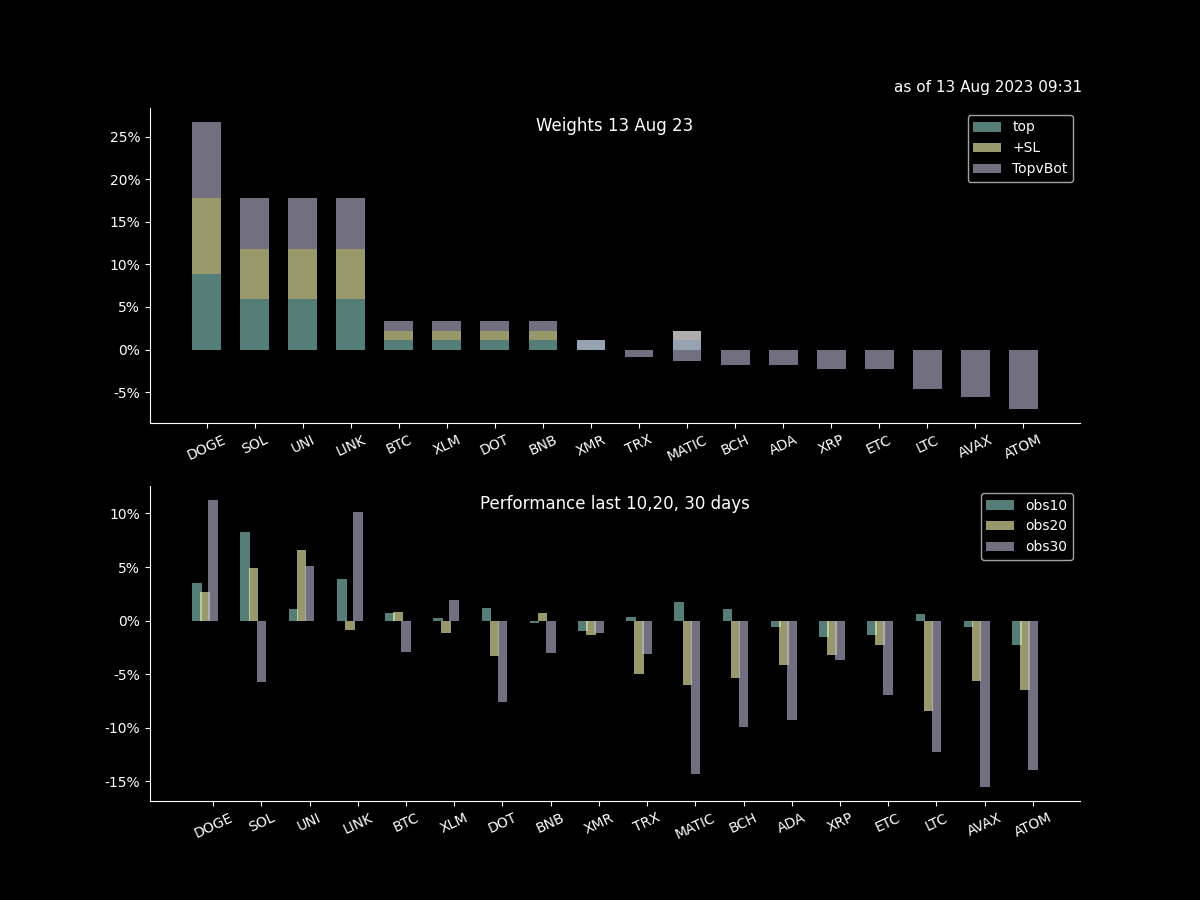 as of 13 Aug 2023 09:31
Weights 13 Aug 23
top
+SL
TopvBot
25%
20%
15%
10%
5%
0%
-5%
DOGE SOL UNI LINK BTC XLM DOT BNB XMR TRX MATIC BCH ADA XRP ETC LTC AVAX ATOM
Performance last 10,20, 30 days
obs10
obs20
obs30
10%
5%
0%
-5%
-10%
-15%
DOGE SOL UNI LINK BTC XLM DOT BNB XMR TRX MATIC BCH ADA XRP ETC LTC AVAX ATOM